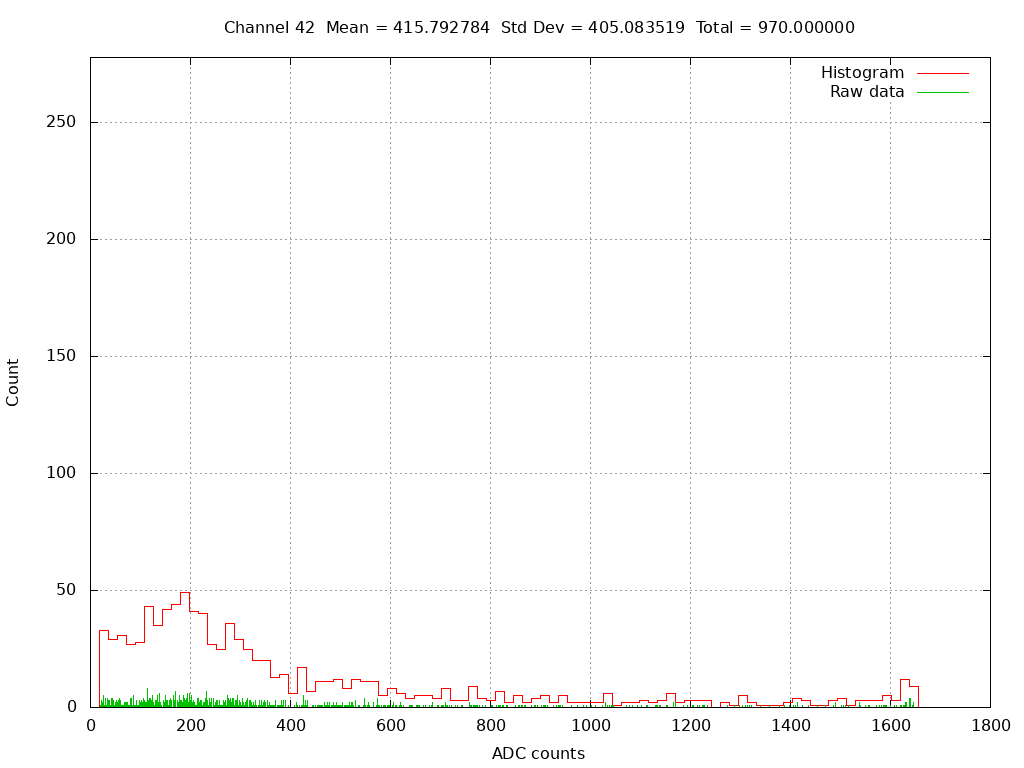 Channel 42  Mean = 415.792784  Std Dev = 405.083519  Total = 970.000000
Histogram
Raw data
250
200
150
100
50
0
Count
0 200 400 600 800 1000 1200 1400 1600 1800
ADC counts